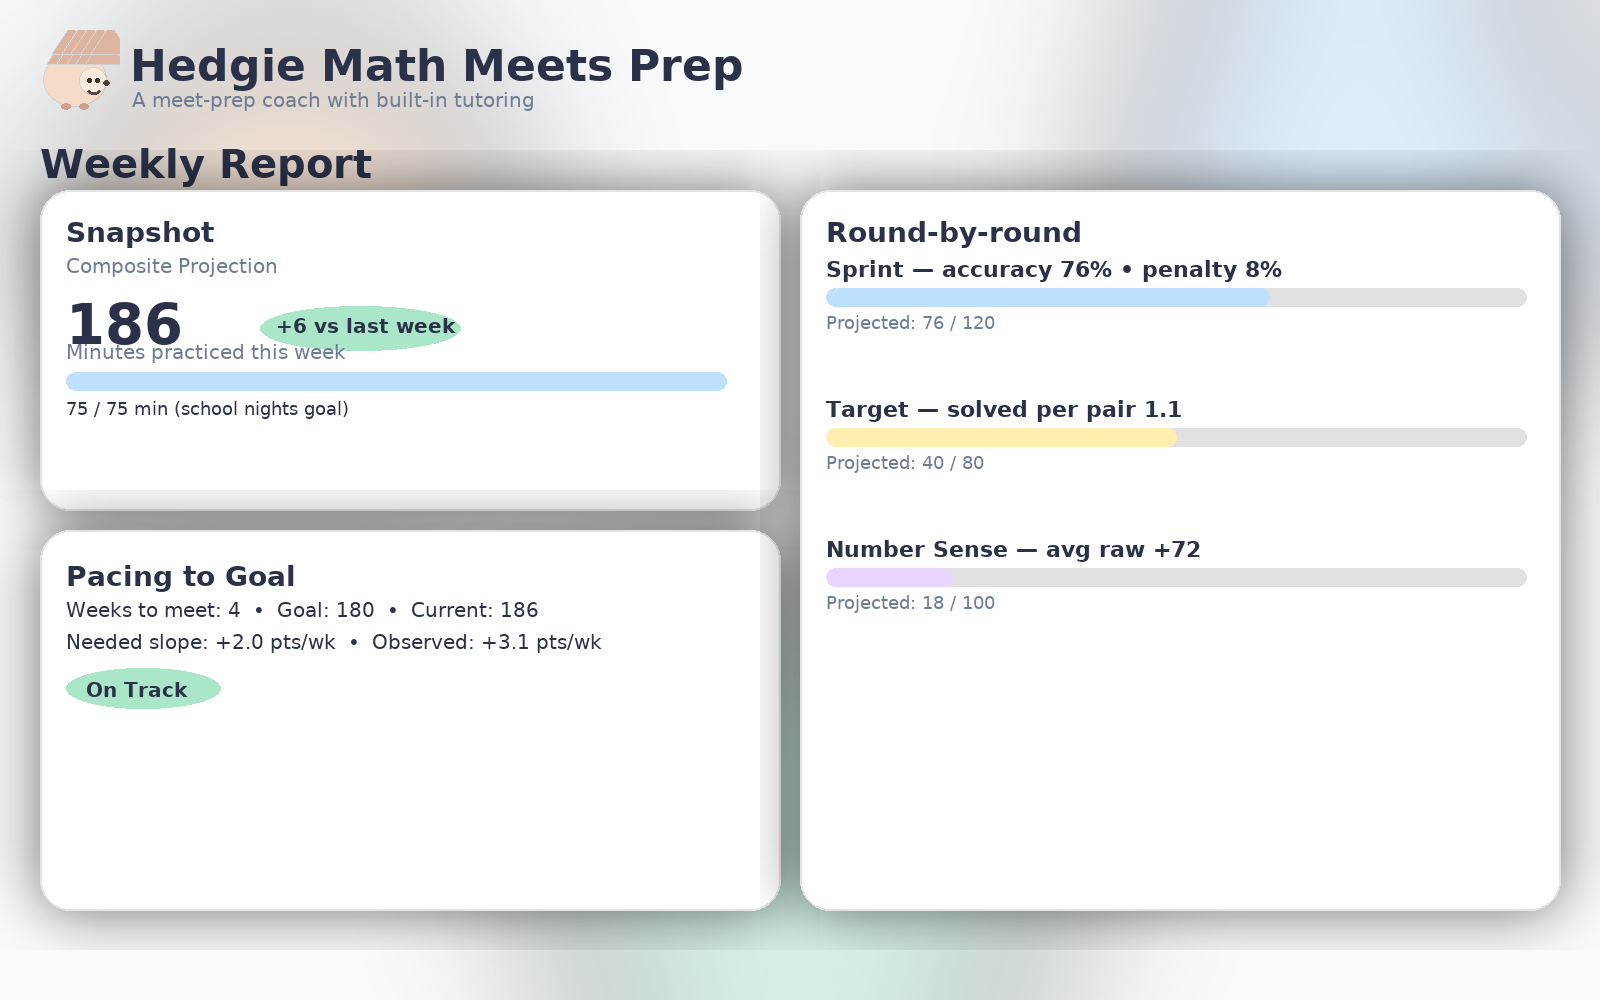 Hedgie Math Meets Prep
A meet-prep coach with built-in tutoring
Weekly Report
Snapshot
Composite Projection
186
+6 vs last week
Minutes practiced this week
75 / 75 min (school nights goal)
Pacing to Goal
Weeks to meet: 4 • Goal: 180 • Current: 186
Needed slope: +2.0 pts/wk • Observed: +3.1 pts/wk
On Track
Round-by-round
Sprint — accuracy 76% • penalty 8%
Projected: 76 / 120
Target — solved per pair 1.1
Projected: 40 / 80
Number Sense — avg raw +72
Projected: 18 / 100